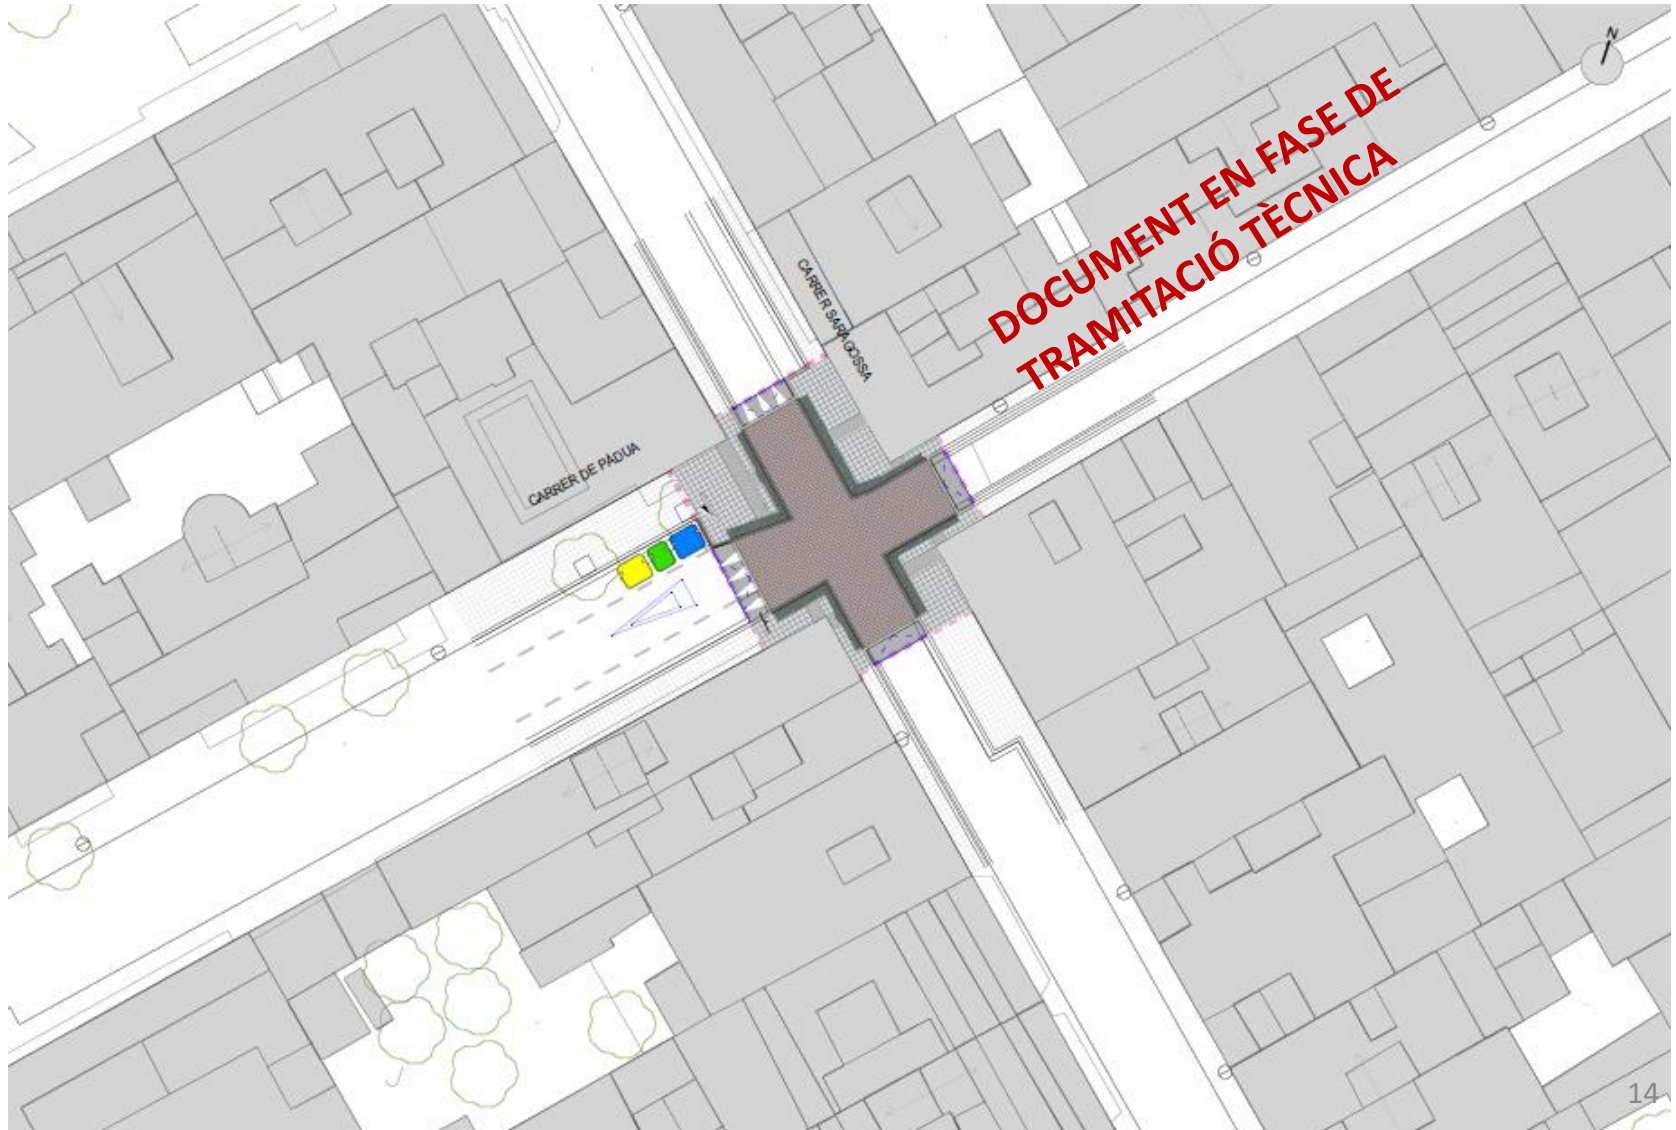 N
DOCUMENT EN FASE DE
TRAMITACIÓ TÈCNICA
CARRER SARAGOSSA
CARRER DE PÀDUA
14